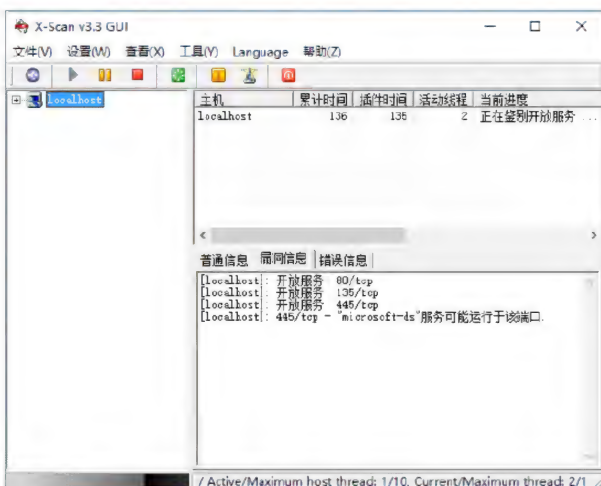 X-Scan v3.3 GUI
文件(V) 设置(W) 查看(X) 工具(Y) Language 帮助(Z)
localhost
主机 累计时间 插件时间 活动线程 当前进度
localhost 136 135 2 正在鉴别开放服务 ...
普通信息 漏洞信息 错误信息
[localhost]: 开放服务 80/tcp
[localhost]: 开放服务 135/tcp
[localhost]: 开放服务 445/tcp
[localhost]: 445/tcp - "microsoft-ds"服务可能运行于该端口.
/ Active/Maximum host thread: 1/10, Current/Maximum thread: 2/1